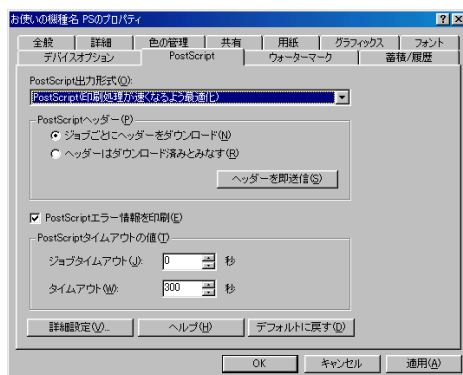 お使いの機種名 PSのプロパティ
全般 詳細 色の管理 共有 用紙 グラフィックス フォント
デバイスオプション PostScript ウォーターマーク 蓄積/履歴
PostScript出力形式(O):
PostScript(印刷処理が速くなるよう最適化)
PostScriptヘッダー(P)
ジョブごとにヘッダーをダウンロード(N)
ヘッダーはダウンロード済みとみなす(R)
ヘッダーを即送信(S)
PostScriptエラー情報を印刷(E)
PostScriptタイムアウトの値(T)
ジョブタイムアウト(J): 0 秒
タイムアウト(W): 300 秒
詳細設定(V)... ヘルプ(H) デフォルトに戻す(D)
OK キャンセル 適用(A)